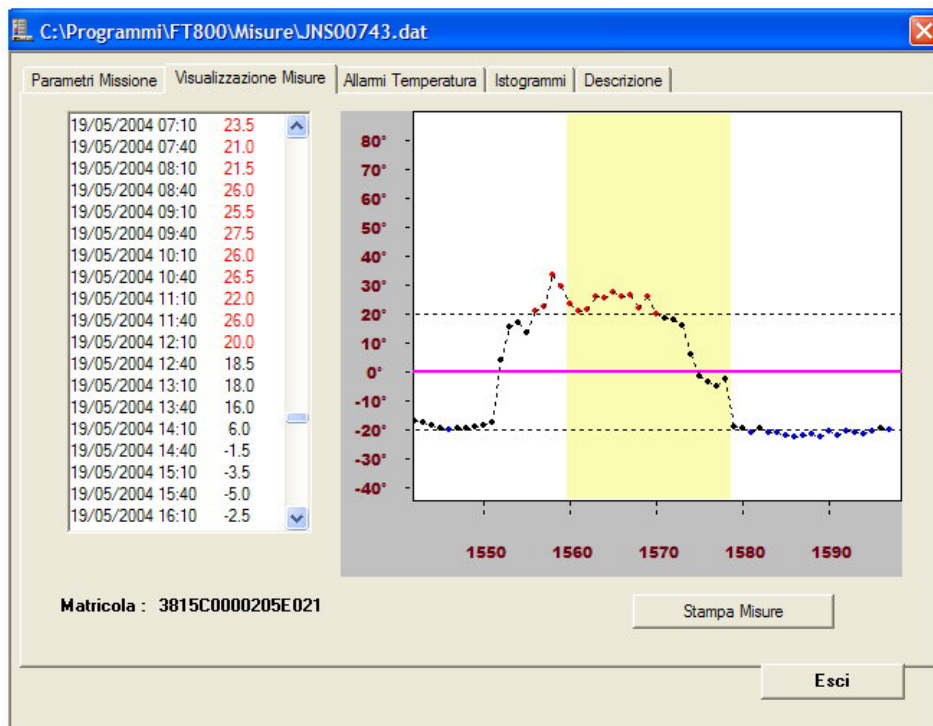 C:\Programmi\FT800\Misure\JNS00743.dat
Parametri Missione Visualizzazione Misure Allarmi Temperatura Istogrammi Descrizione
19/05/2004 07:10 23.5
19/05/2004 07:40 21.0
19/05/2004 08:10 21.5
19/05/2004 08:40 26.0
19/05/2004 09:10 25.5
19/05/2004 09:40 27.5
19/05/2004 10:10 26.0
19/05/2004 10:40 26.5
19/05/2004 11:10 22.0
19/05/2004 11:40 26.0
19/05/2004 12:10 20.0
19/05/2004 12:40 18.5
19/05/2004 13:10 18.0
19/05/2004 13:40 16.0
19/05/2004 14:10 6.0
19/05/2004 14:40 -1.5
19/05/2004 15:10 -3.5
19/05/2004 15:40 -5.0
19/05/2004 16:10 -2.5
80°
70°
60°
50°
40°
30°
20°
10°
0°
-10°
-20°
-30°
-40°
1550 1560 1570 1580 1590
Matricola : 3815C0000205E021
Stampa Misure
Esci